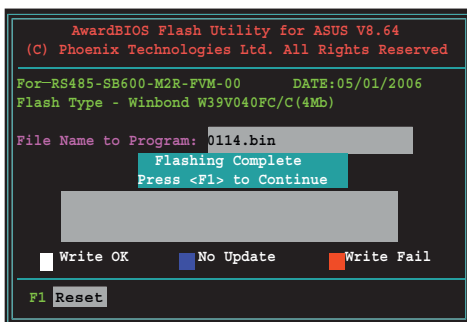 AwardBIOS Flash Utility for ASUS V8.64
(C) Phoenix Technologies Ltd. All Rights Reserved
For—RS485-SB600-M2R-FVM-00 DATE:05/01/2006
Flash Type - Winbond W39V040FC/C(4Mb)
File Name to Program: 0114.bin
Flashing Complete
Press <F1> to Continue
Write OK No Update Write Fail
F1 Reset